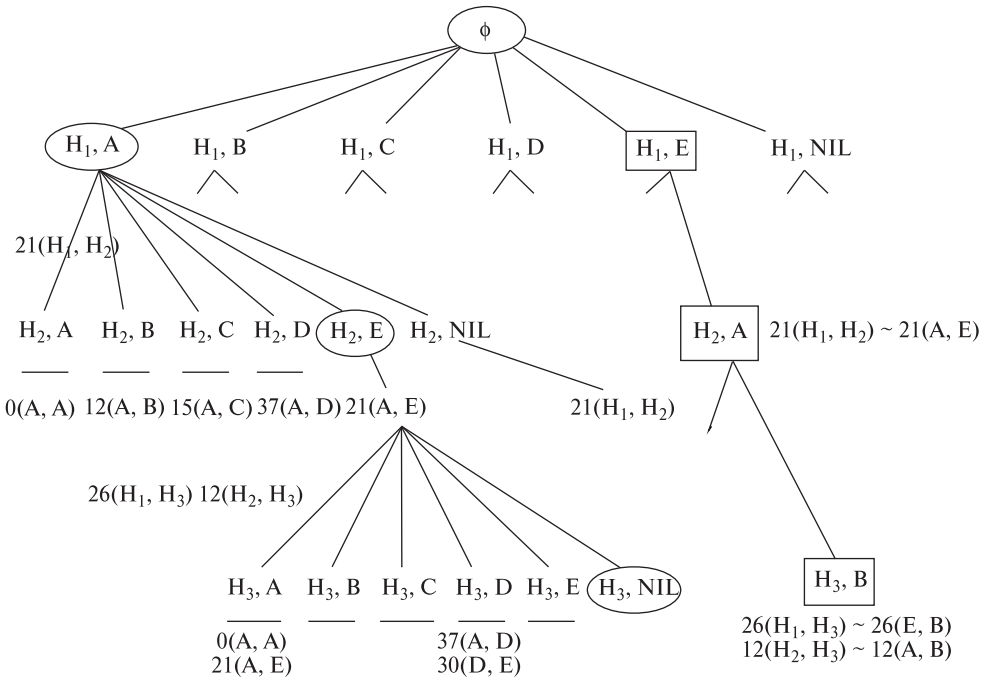 ϕ
H₁, A H₁, B H₁, C H₁, D H₁, E H₁, NIL
21(H₁, H₂)
H₂, A H₂, B H₂, C H₂, D H₂, E H₂, NIL H₂, A 21(H₁, H₂) ~ 21(A, E)
0(A, A) 12(A, B) 15(A, C) 37(A, D) 21(A, E) 21(H₁, H₂)
26(H₁, H₃) 12(H₂, H₃)
H₃, A H₃, B H₃, C H₃, D H₃, E H₃, NIL H₃, B
0(A, A) 37(A, D) 26(H₁, H₃) ~ 26(E, B)
21(A, E) 30(D, E) 12(H₂, H₃) ~ 12(A, B)